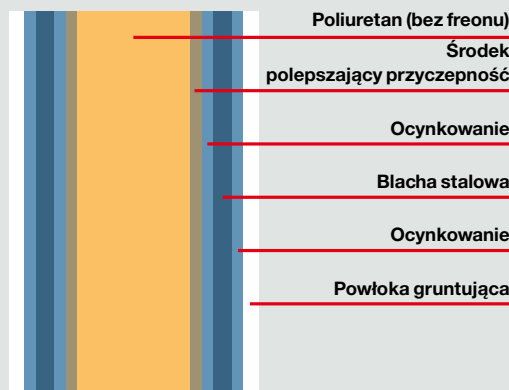 Poliuretan (bez freonu)
Środek
polepszający przyczepność
Ocynkowanie
Blacha stalowa
Ocynkowanie
Powłoka gruntująca